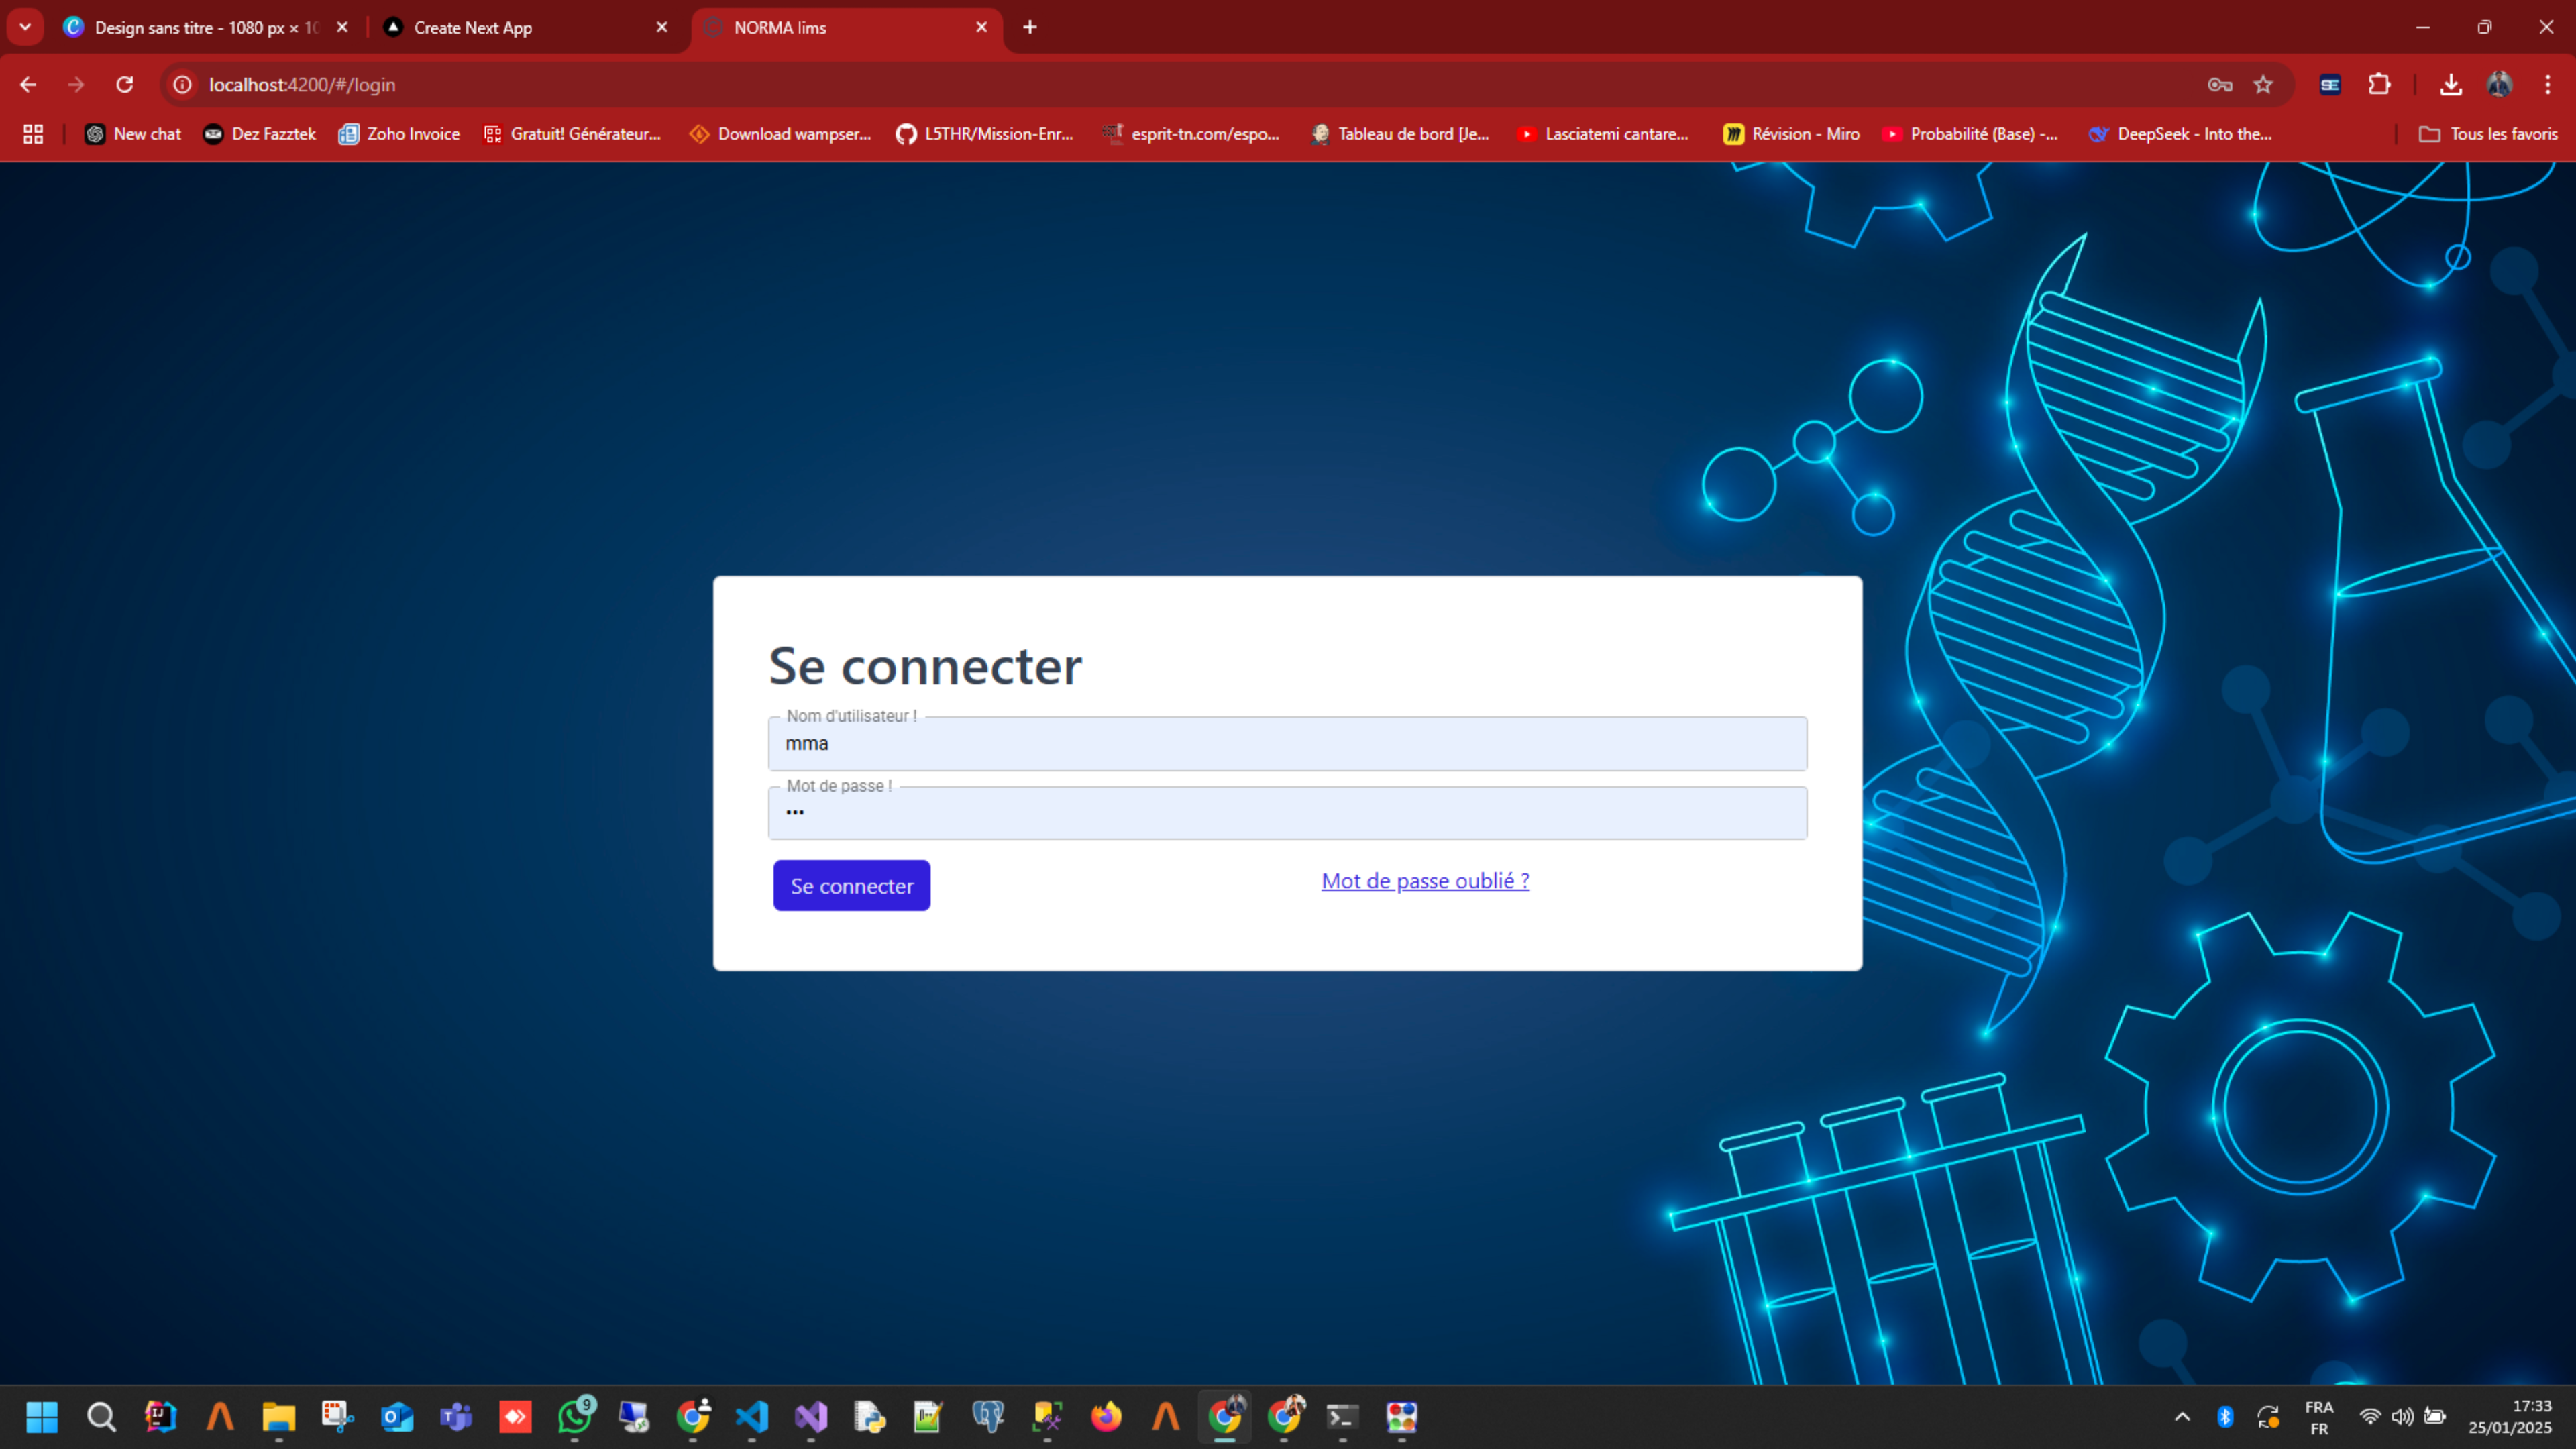 Design sans titre - 1080 px × 10
Create Next App
NORMA lims
localhost:4200/#/login
New chat
Dez Fazztek
Zoho Invoice
Gratuit! Générateur...
Download wampser...
L5THR/Mission-Enr...
esprit-tn.com/espo...
Tableau de bord [Je...
Lasciatemi cantare...
Révision - Miro
Probabilité (Base) -...
DeepSeek - Into the...
Tous les favoris
Se connecter
Nom d'utilisateur !
mma
Mot de passe !
Se connecter
Mot de passe oublié ?
9
FRA
FR
17:33
25/01/2025